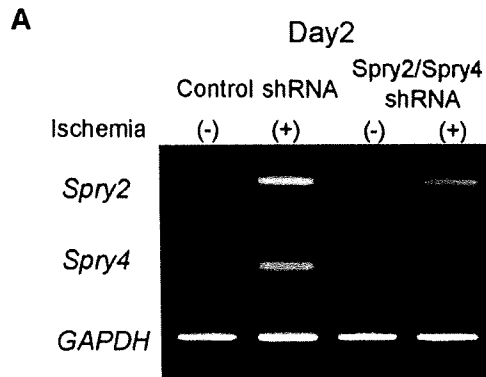 A
Day2
Control shRNA
Spry2/Spry4
shRNA
Ischemia (-) (+) (-) (+)
Spry2
Spry4
GAPDH